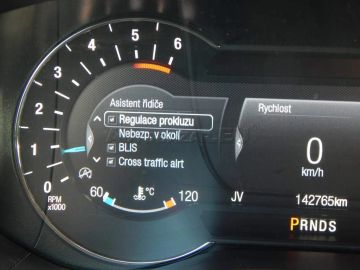 6
5
4
3
2
1
0
RPM
x1000
Asistent řidiče
Regulace prokluzu
Nebezp. v okolí
BLIS
Cross traffic alrt
60
°C
120
Rychlost
0
km/h
JV
142765km
PRNDS